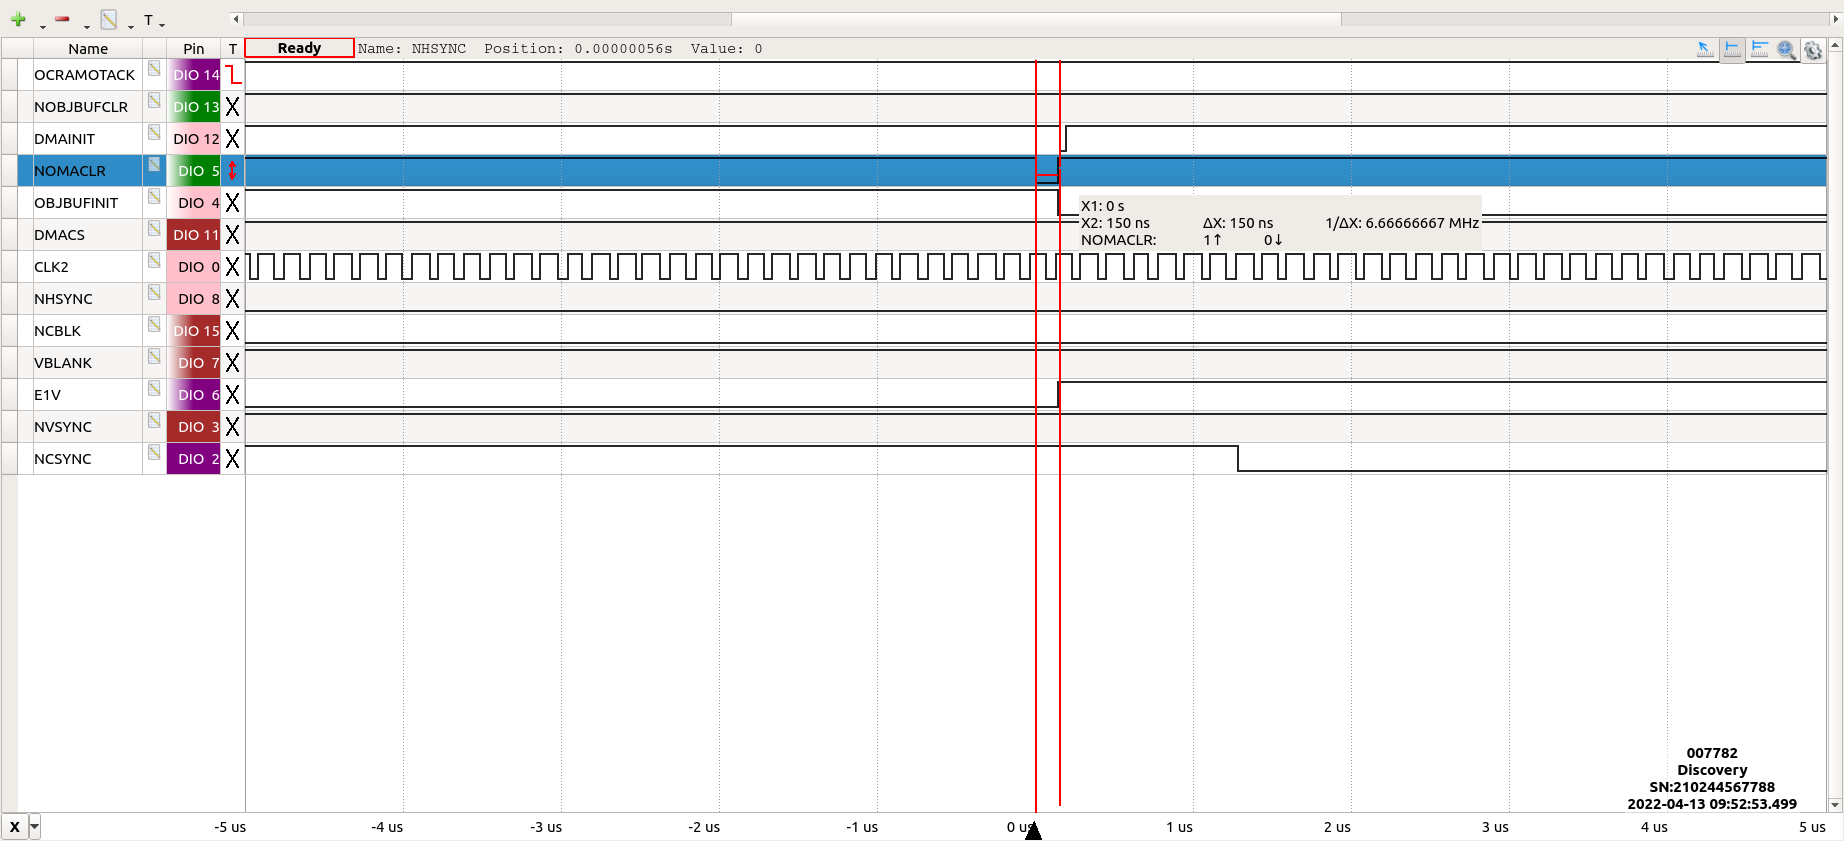 T
Name Pin T Ready Name: NHSYNC Position: 0.00000056s Value: 0
OCRAMOTACK DIO 14
NOBJBUFCLR DIO 13 X
DMAINIT DIO 12 X
NOMACLR DIO 5
OBJBUFINIT DIO 4 X
X1: 0 s
X2: 150 ns ΔX: 150 ns 1/ΔX: 6.66666667 MHz
DMACS DIO 11 X
NOMACLR: 1↑ 0↓
CLK2 DIO 0 X
NHSYNC DIO 8 X
NCBLK DIO 15 X
VBLANK DIO 7 X
E1V DIO 6 X
NVSYNC DIO 3 X
NCSYNC DIO 2 X
007782
Discovery
SN:210244567788
2022-04-13 09:52:53.499
X -5 us -4 us -3 us -2 us -1 us 0 us 1 us 2 us 3 us 4 us 5 us